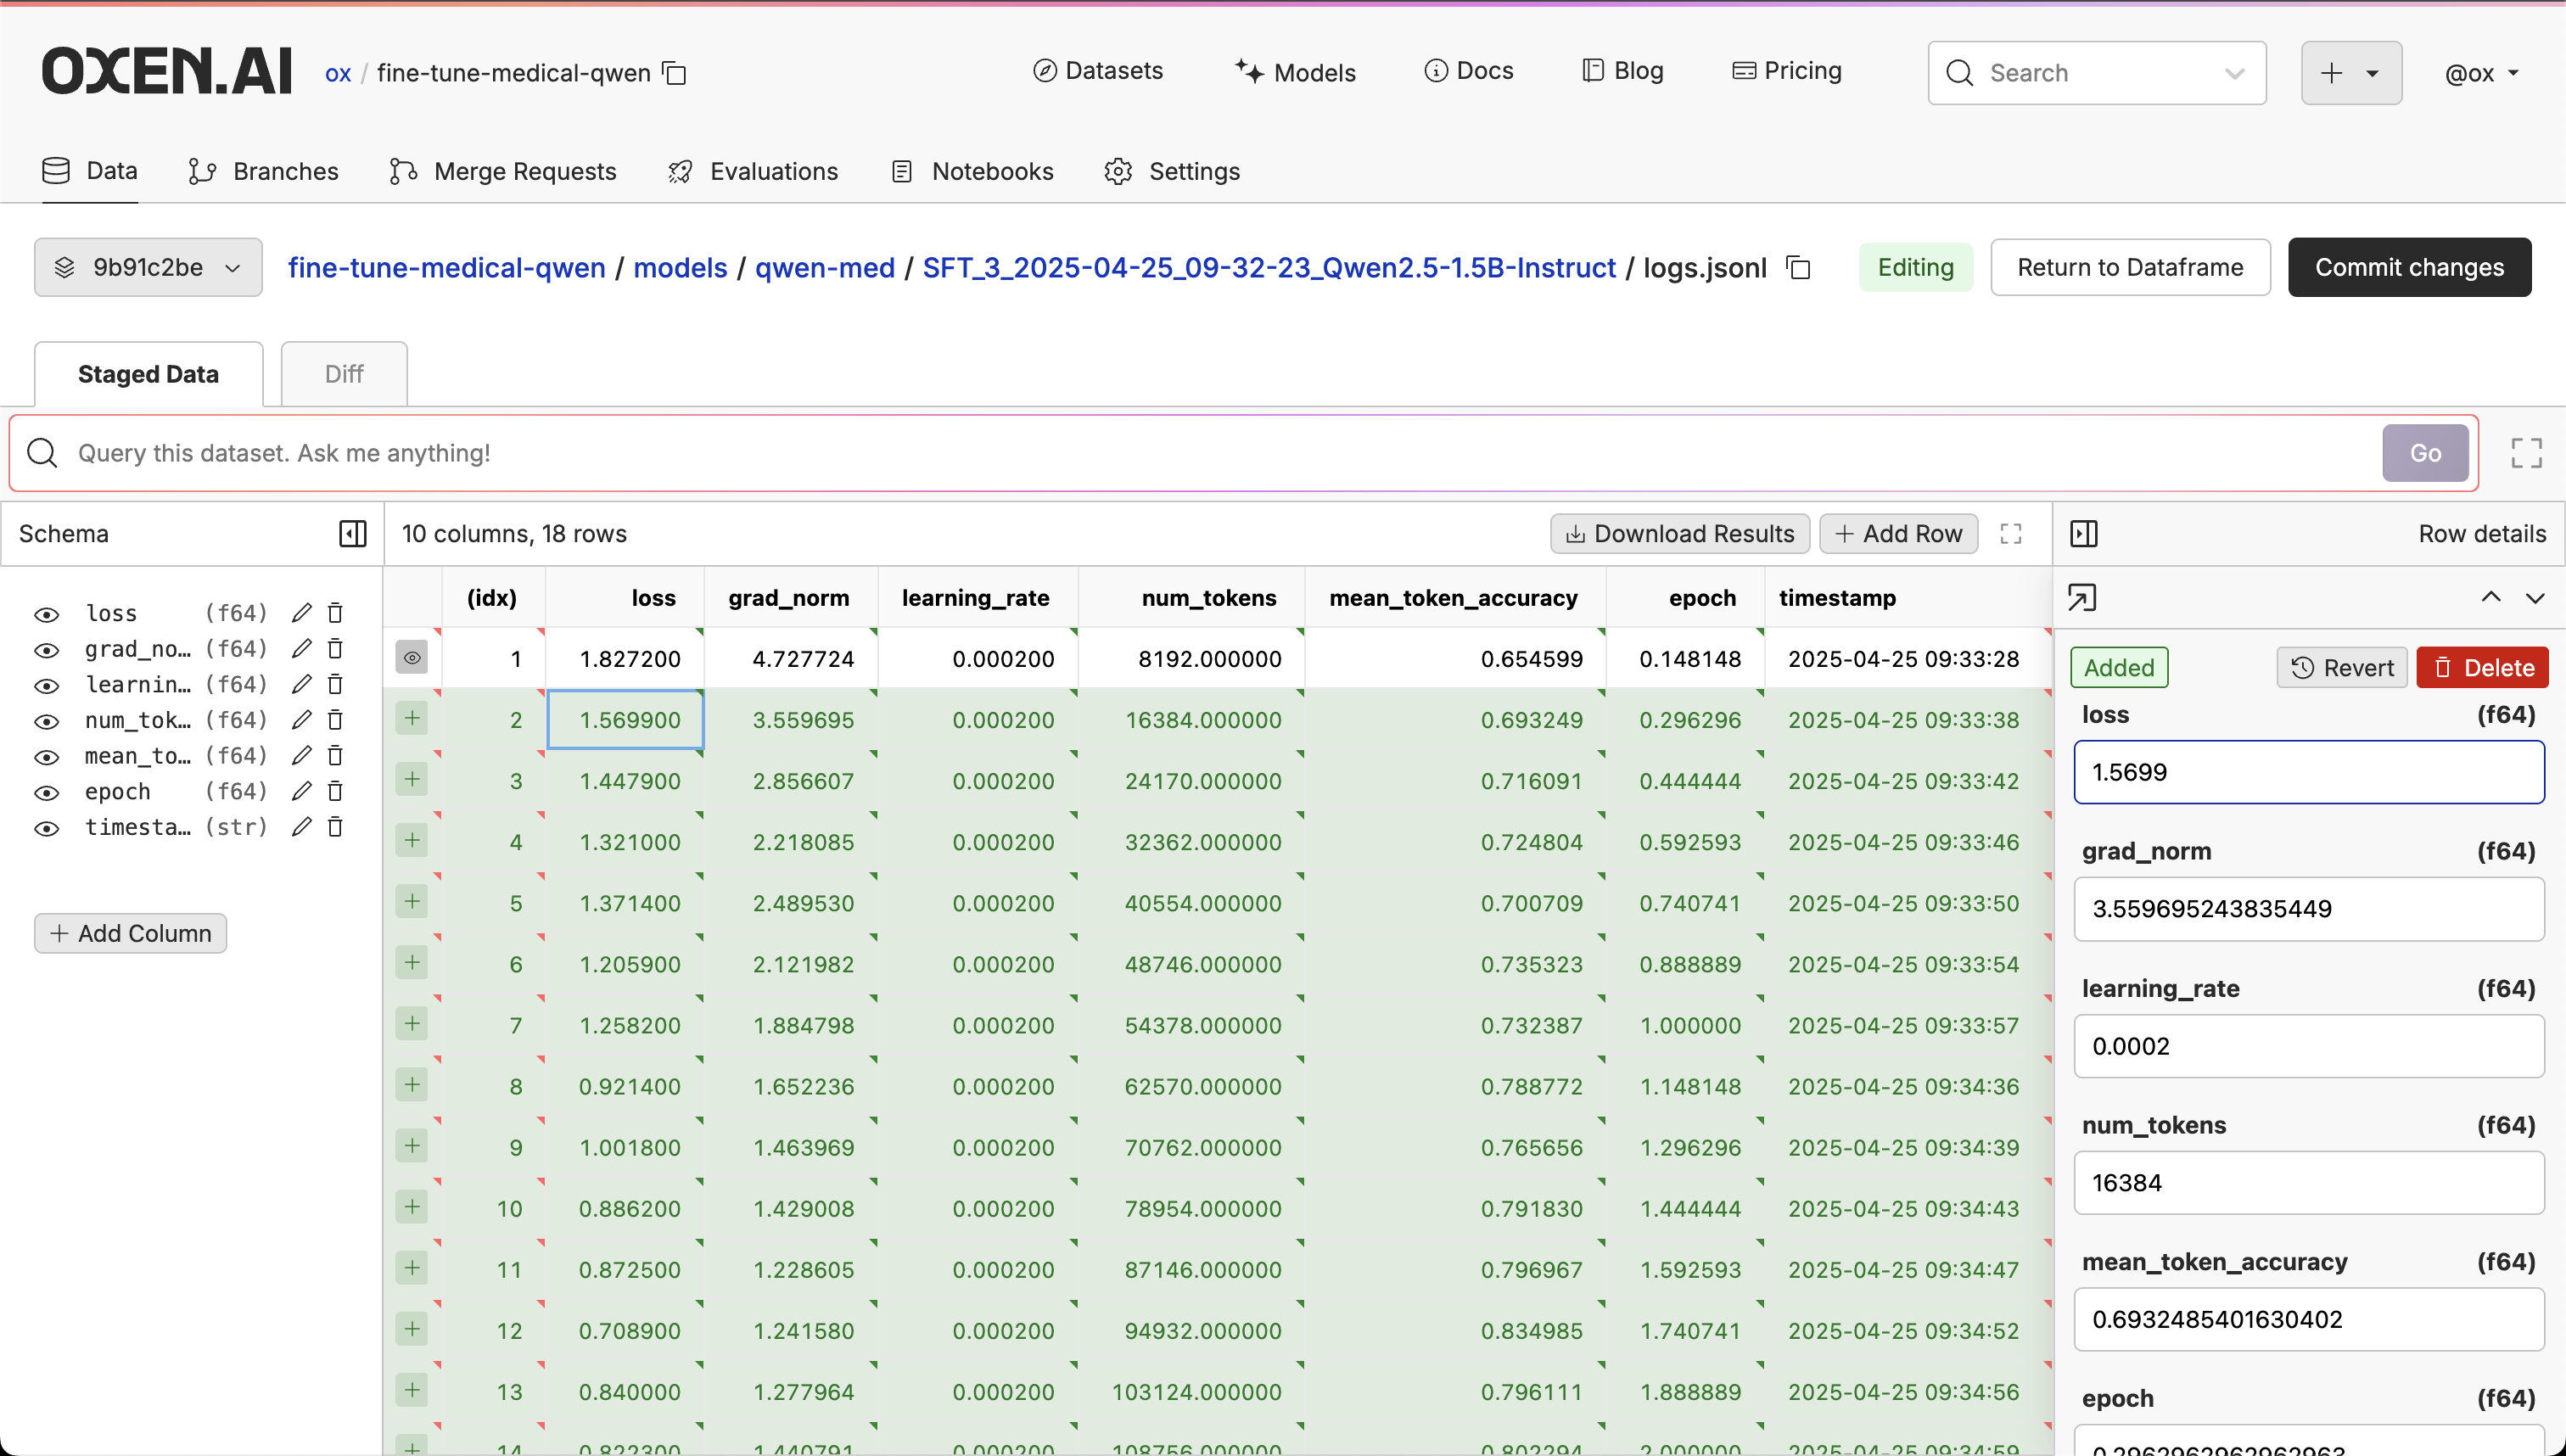 OXEN.AI ox / fine-tune-medical-qwen Datasets Models Docs Blog Pricing Search @ox
Data Branches Merge Requests Evaluations Notebooks Settings
9b91c2be fine-tune-medical-qwen / models / qwen-med / SFT_3_2025-04-25_09-32-23_Qwen2.5-1.5B-Instruct / logs.jsonl Editing Return to Dataframe Commit changes
Staged Data Diff
Query this dataset. Ask me anything! Go
Schema
loss (f64)
grad_no... (f64)
learnin... (f64)
num_tok... (f64)
mean_to... (f64)
epoch (f64)
timesta... (str)
+ Add Column
10 columns, 18 rows Download Results + Add Row
(idx) loss grad_norm learning_rate num_tokens mean_token_accuracy epoch timestamp
1 1.827200 4.727724 0.000200 8192.000000 0.654599 0.148148 2025-04-25 09:33:28
2 1.569900 3.559695 0.000200 16384.000000 0.693249 0.296296 2025-04-25 09:33:38
3 1.447900 2.856607 0.000200 24170.000000 0.716091 0.444444 2025-04-25 09:33:42
4 1.321000 2.218085 0.000200 32362.000000 0.724804 0.592593 2025-04-25 09:33:46
5 1.371400 2.489530 0.000200 40554.000000 0.700709 0.740741 2025-04-25 09:33:50
6 1.205900 2.121982 0.000200 48746.000000 0.735323 0.888889 2025-04-25 09:33:54
7 1.258200 1.884798 0.000200 54378.000000 0.732387 1.000000 2025-04-25 09:33:57
8 0.921400 1.652236 0.000200 62570.000000 0.788772 1.148148 2025-04-25 09:34:36
9 1.001800 1.463969 0.000200 70762.000000 0.765656 1.296296 2025-04-25 09:34:39
10 0.886200 1.429008 0.000200 78954.000000 0.791830 1.444444 2025-04-25 09:34:43
11 0.872500 1.228605 0.000200 87146.000000 0.796967 1.592593 2025-04-25 09:34:47
12 0.708900 1.241580 0.000200 94932.000000 0.834985 1.740741 2025-04-25 09:34:52
13 0.840000 1.277964 0.000200 103124.000000 0.796111 1.888889 2025-04-25 09:34:56
14 0.822300 1.440791 0.000200 108756.000000 0.802294 2.000000 2025-04-25 09:34:59
Row details
Added Revert Delete
loss (f64)
1.5699
grad_norm (f64)
3.559695243835449
learning_rate (f64)
0.0002
num_tokens (f64)
16384
mean_token_accuracy (f64)
0.6932485401630402
epoch (f64)
0.2962962962962963